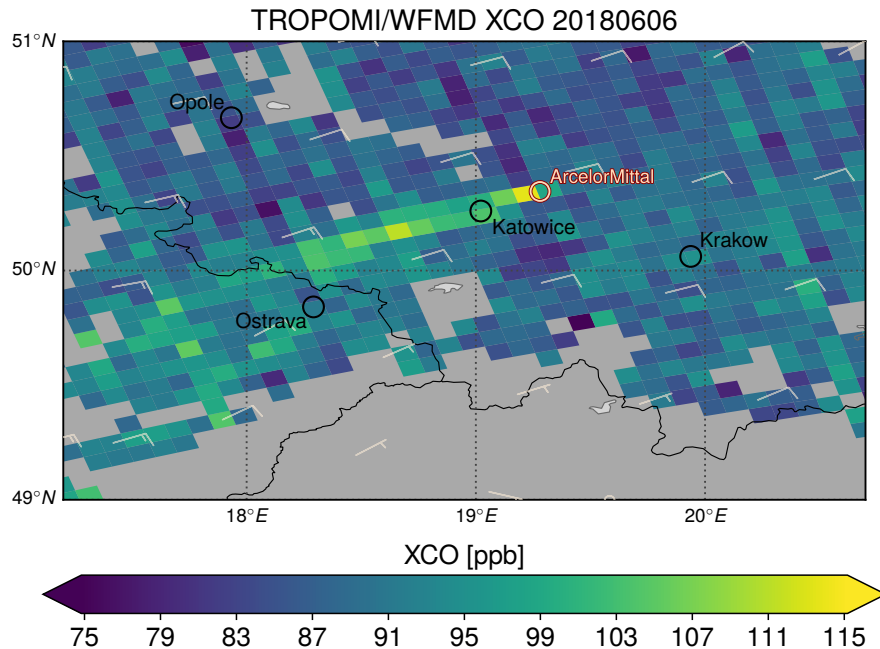 TROPOMI/WFMD XCO 20180606
51°N
Opole
ArcelorMittal
Katowice
Krakow
50°N
Ostrava
49°N
18°E 19°E 20°E
XCO [ppb]
75 79 83 87 91 95 99 103 107 111 115